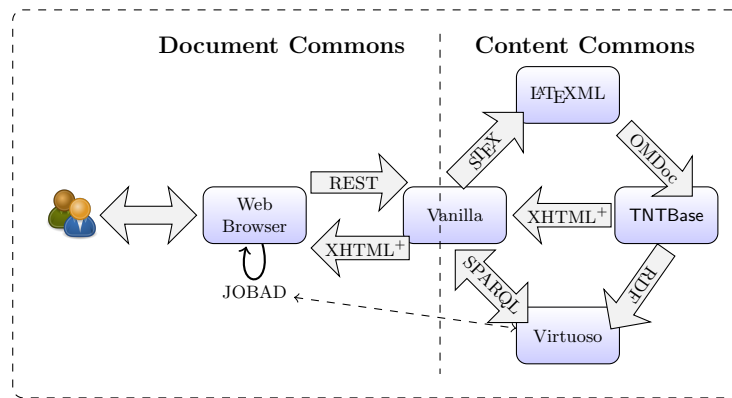 Document Commons
Content Commons
LATEXML
STEX
OMDoc
REST
Web
Browser
Vanilla
XHTML+
TNTBase
XHTML+
SPARQL
RDF
JOBAD
Virtuoso